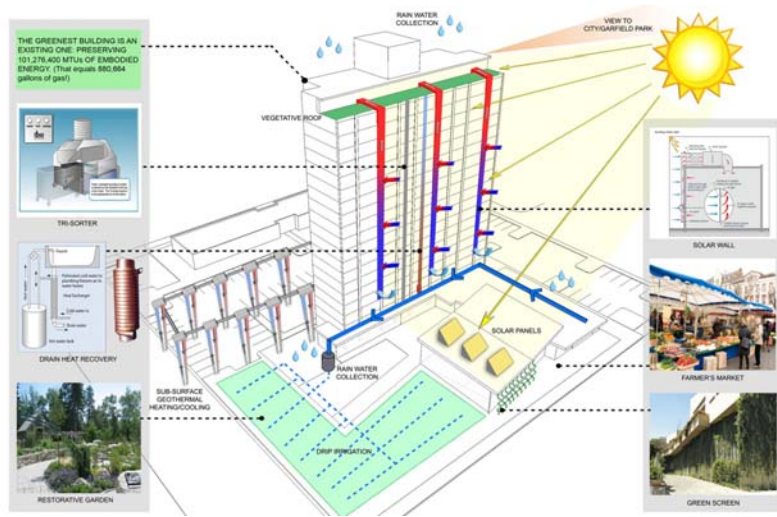 THE GREENEST BUILDING IS AN
EXISTING ONE: PRESERVING
101,276,400 MTUs OF EMBODIED
ENERGY. (That equals 880,664
gallons of gas!)
RAIN WATER
COLLECTION
VIEW TO
CITY/GARFIELD PARK
VEGETATIVE ROOF
TRI-SORTER
SOLAR WALL
DRAIN HEAT RECOVERY
SOLAR PANELS
RAIN WATER
COLLECTION
FARMER'S MARKET
SUB-SURFACE
GEOTHERMAL
HEATING/COOLING
DRIP IRRIGATION
RESTORATIVE GARDEN
GREEN SCREEN